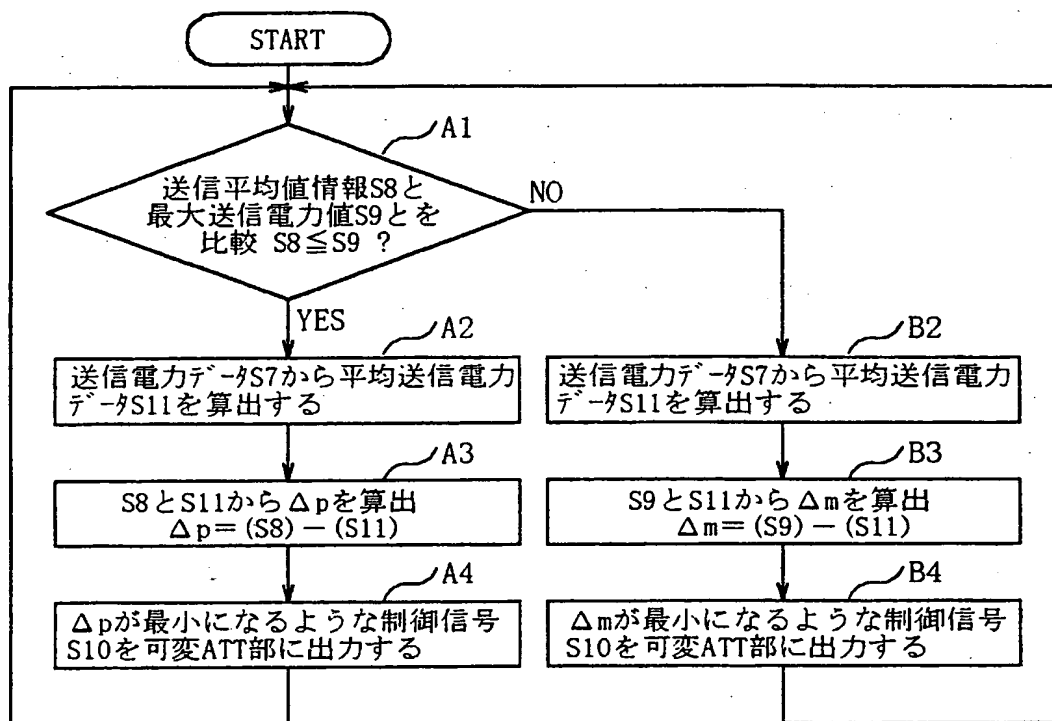 START
A1
送信平均値情報S8と
最大送信電力値S9とを
比較 S8≦S9 ?
NO
YES
A2
送信電力データS7から平均送信電力
データS11を算出する
B2
送信電力データS7から平均送信電力
データS11を算出する
A3
S8とS11からΔpを算出
Δp=(S8)-(S11)
B3
S9とS11からΔmを算出
Δm=(S9)-(S11)
A4
Δpが最小になるような制御信号
S10を可変ATT部に出力する
B4
Δmが最小になるような制御信号
S10を可変ATT部に出力する